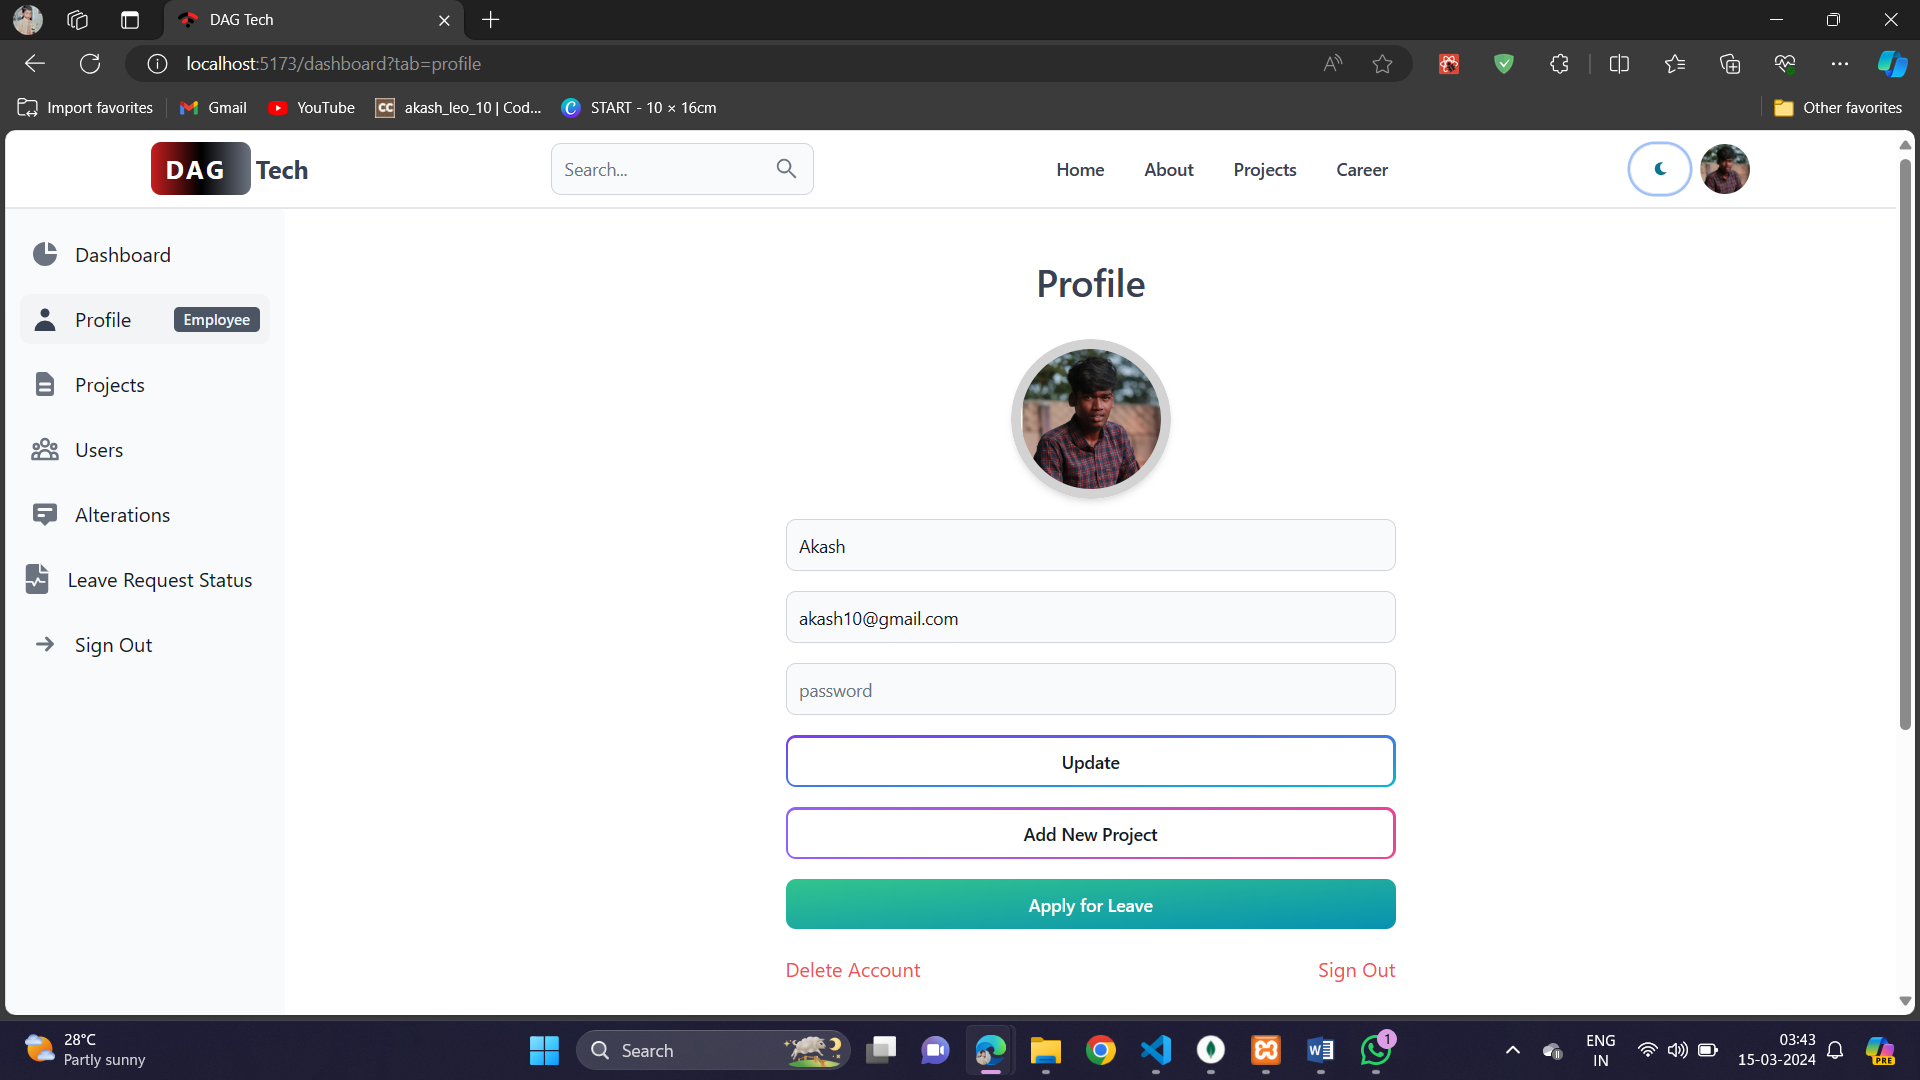 DAG Tech
localhost:5173/dashboard?tab=profile
Import favorites
Gmail
YouTube
CC
akash_leo_10 | Cod...
START - 10 × 16cm
Other favorites
DAG Tech
Search...
Home
About
Projects
Career
Dashboard
Profile
Employee
Projects
Users
Alterations
Leave Request Status
Sign Out
Profile
Akash
akash10@gmail.com
password
Update
Add New Project
Apply for Leave
Delete Account
Sign Out
28°C
Partly sunny
Search
1
ENG
IN
03:43
15-03-2024
PRE